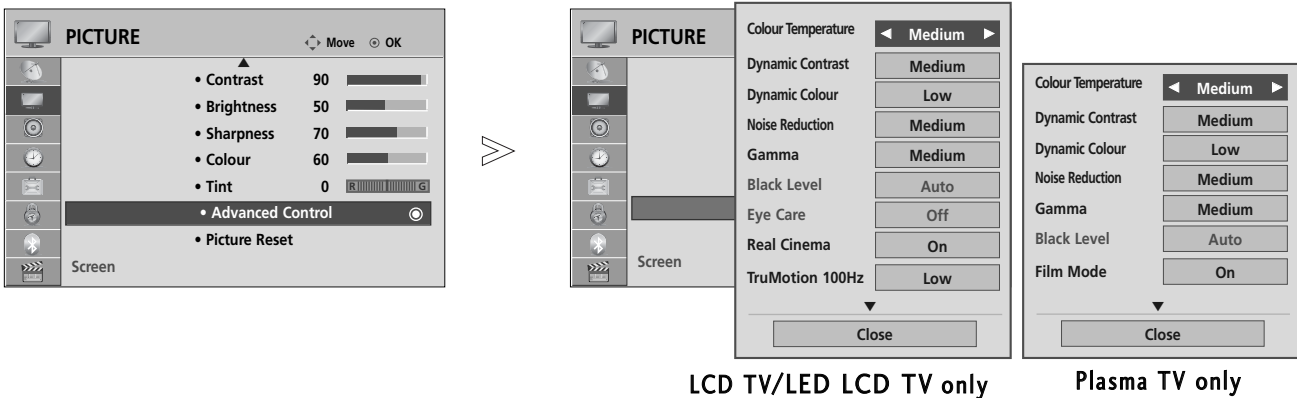 PICTURE
Move
OK
• Contrast 90
• Brightness 50
• Sharpness 70
• Colour 60
• Tint 0 R G
• Advanced Control
• Picture Reset
Screen
PICTURE
Screen
Colour Temperature Medium
Dynamic Contrast Medium
Dynamic Colour Low
Noise Reduction Medium
Gamma Medium
Black Level Auto
Eye Care Off
Real Cinema On
TruMotion 100Hz Low
Close
LCD TV/LED LCD TV only
Colour Temperature Medium
Dynamic Contrast Medium
Dynamic Colour Low
Noise Reduction Medium
Gamma Medium
Black Level Auto
Film Mode On
Close
Plasma TV only